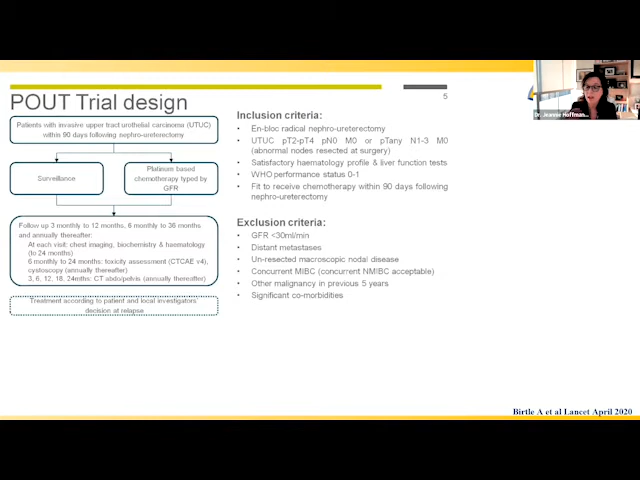 Dr. Jeannie Hoffman...
POUT Trial design
5
Patients with invasive upper tract urothelial carcinoma (UTUC)
within 90 days following nephro-ureterectomy
Surveillance
Platinum based
chemotherapy typed by
GFR
Follow up 3 monthly to 12 months, 6 monthly to 36 months
and annually thereafter:
At each visit: chest imaging, biochemistry & haematology
(to 24 months)
6 monthly to 24 months: toxicity assessment (CTCAE v4),
cystoscopy (annually thereafter)
3, 6, 12, 18, 24mths: CT abdo/pelvis (annually thereafter)
Treatment according to patient and local investigators'
decision at relapse
Inclusion criteria:
• En-bloc radical nephro-ureterectomy
• UTUC pT2-pT4 pN0 M0 or pTany N1-3 M0
(abnormal nodes resected at surgery)
• Satisfactory haematology profile & liver function tests
• WHO performance status 0-1
• Fit to receive chemotherapy within 90 days following
nephro-ureterectomy
Exclusion criteria:
• GFR <30ml/min
• Distant metastases
• Un-resected macroscopic nodal disease
• Concurrent MIBC (concurrent NMIBC acceptable)
• Other malignancy in previous 5 years
• Significant co-morbidities
Birtle A et al Lancet April 2020